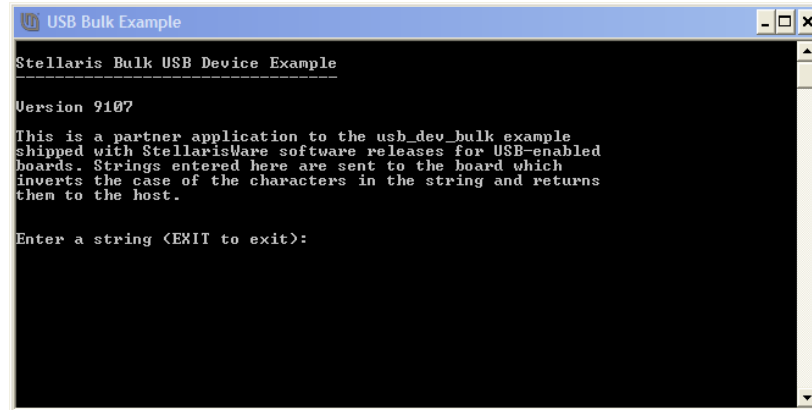 USB Bulk Example
Stellaris Bulk USB Device Example
---------------------------------
Version 9107
This is a partner application to the usb_dev_bulk example
shipped with StellarisWare software releases for USB-enabled
boards. Strings entered here are sent to the board which
inverts the case of the characters in the string and returns
them to the host.
Enter a string (EXIT to exit):